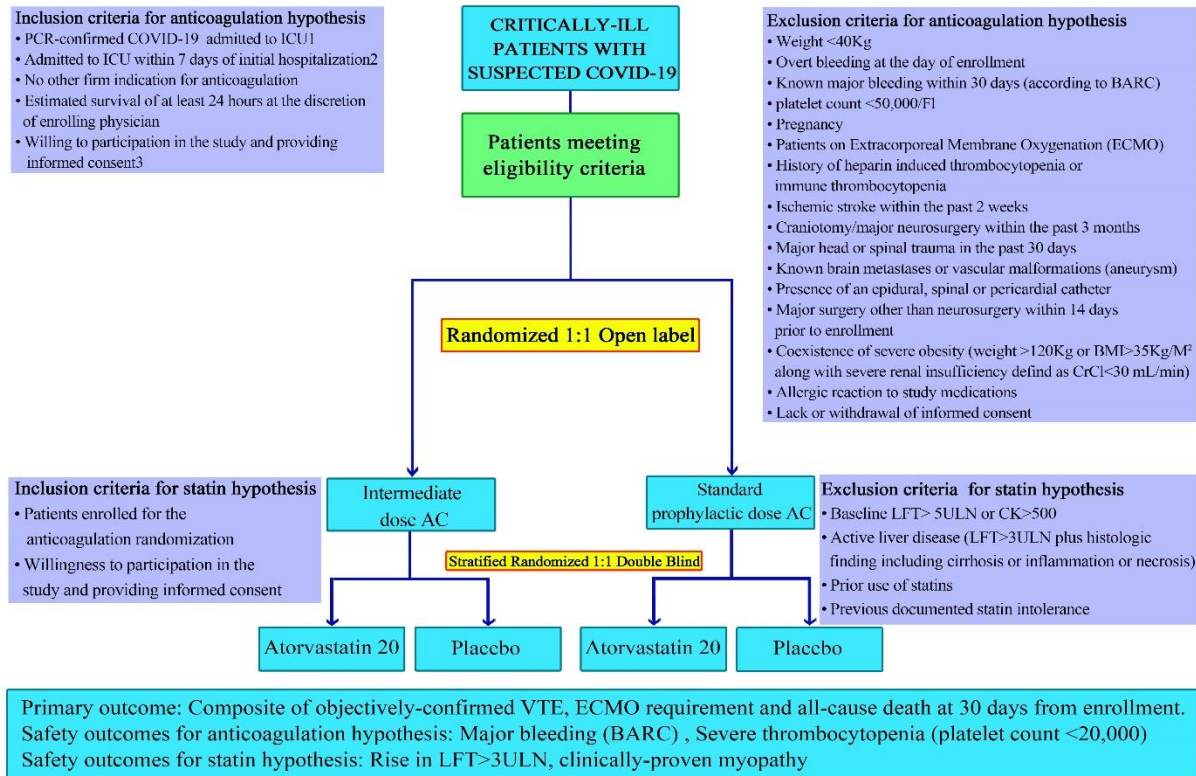 Inclusion criteria for anticoagulation hypothesis
• PCR-confirmed COVID-19 admitted to ICU1
• Admitted to ICU within 7 days of initial hospitalization2
• No other firm indication for anticoagulation
• Estimated survival of at least 24 hours at the discretion
of enrolling physician
• Willing to participation in the study and providing
informed consent3
CRITICALLY-ILL
PATIENTS WITH
SUSPECTED COVID-19
Patients meeting
eligibility criteria
Exclusion criteria for anticoagulation hypothesis
• Weight <40Kg
• Overt bleeding at the day of enrollment
• Known major bleeding within 30 days (according to BARC)
• platelet count <50,000/Fl
• Pregnancy
• Patients on Extracorporeal Membrane Oxygenation (ECMO)
• History of heparin induced thrombocytopenia or
immune thrombocytopenia
• Ischemic stroke within the past 2 weeks
• Craniotomy/major neurosurgery within the past 3 months
• Major head or spinal trauma in the past 30 days
• Known brain metastases or vascular malformations (aneurysm)
• Presence of an epidural, spinal or pericardial catheter
• Major surgery other than neurosurgery within 14 days
prior to enrollment
• Coexistence of severe obesity (weight >120Kg or BMI>35Kg/M²
along with severe renal insufficiency defind as CrCl<30 mL/min)
• Allergic reaction to study medications
• Lack or withdrawal of informed consent
Randomized 1:1 Open label
Inclusion criteria for statin hypothesis
• Patients enrolled for the
anticoagulation randomization
• Willingness to participation in the
study and providing informed consent
Intermediate
dose AC
Standard
prophylactic dose AC
Exclusion criteria for statin hypothesis
• Baseline LFT> 5ULN or CK>500
• Active liver disease (LFT>3ULN plus histologic
finding including cirrhosis or inflammation or necrosis)
• Prior use of statins
• Previous documented statin intolerance
Stratified Randomized 1:1 Double Blind
Atorvastatin 20
Placebo
Atorvastatin 20
Placebo
Primary outcome: Composite of objectively-confirmed VTE, ECMO requirement and all-cause death at 30 days from enrollment.
Safety outcomes for anticoagulation hypothesis: Major bleeding (BARC) , Severe thrombocytopenia (platelet count <20,000)
Safety outcomes for statin hypothesis: Rise in LFT>3ULN, clinically-proven myopathy